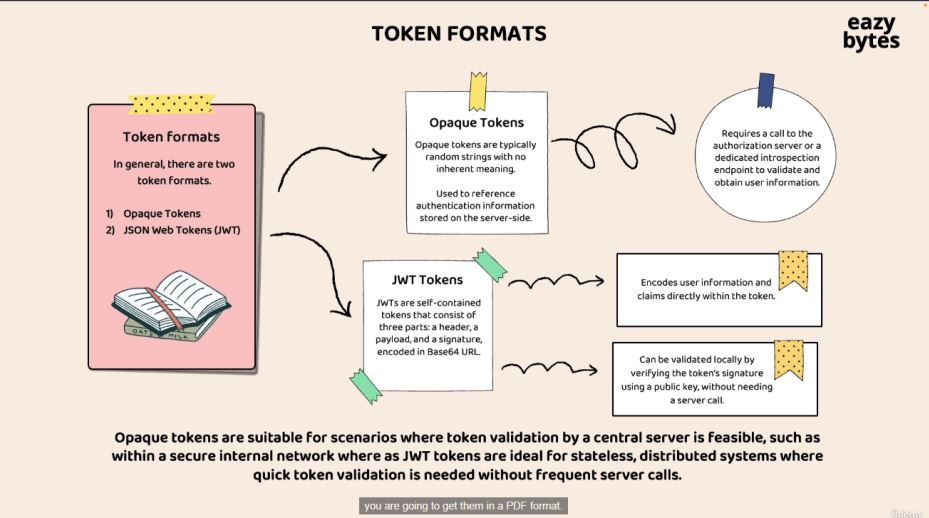 TOKEN FORMATS
eazy
bytes
Token formats
In general, there are two
token formats.
1) Opaque Tokens
2) JSON Web Tokens (JWT)
OAT MILK
Opaque Tokens
Opaque tokens are typically
random strings with no
inherent meaning.
Used to reference
authentication information
stored on the server-side.
Requires a call to the
authorization server or a
dedicated introspection
endpoint to validate and
obtain user information.
JWT Tokens
JWTs are self-contained
tokens that consist of
three parts: a header, a
payload, and a signature,
encoded in Base64 URL.
Encodes user information and
claims directly within the token.
Can be validated locally by
verifying the token's signature
using a public key, without needing
a server call.
Opaque tokens are suitable for scenarios where token validation by a central server is feasible, such as
within a secure internal network where as JWT tokens are ideal for stateless, distributed systems where
quick token validation is needed without frequent server calls.
you are going to get them in a PDF format.
ûdemy